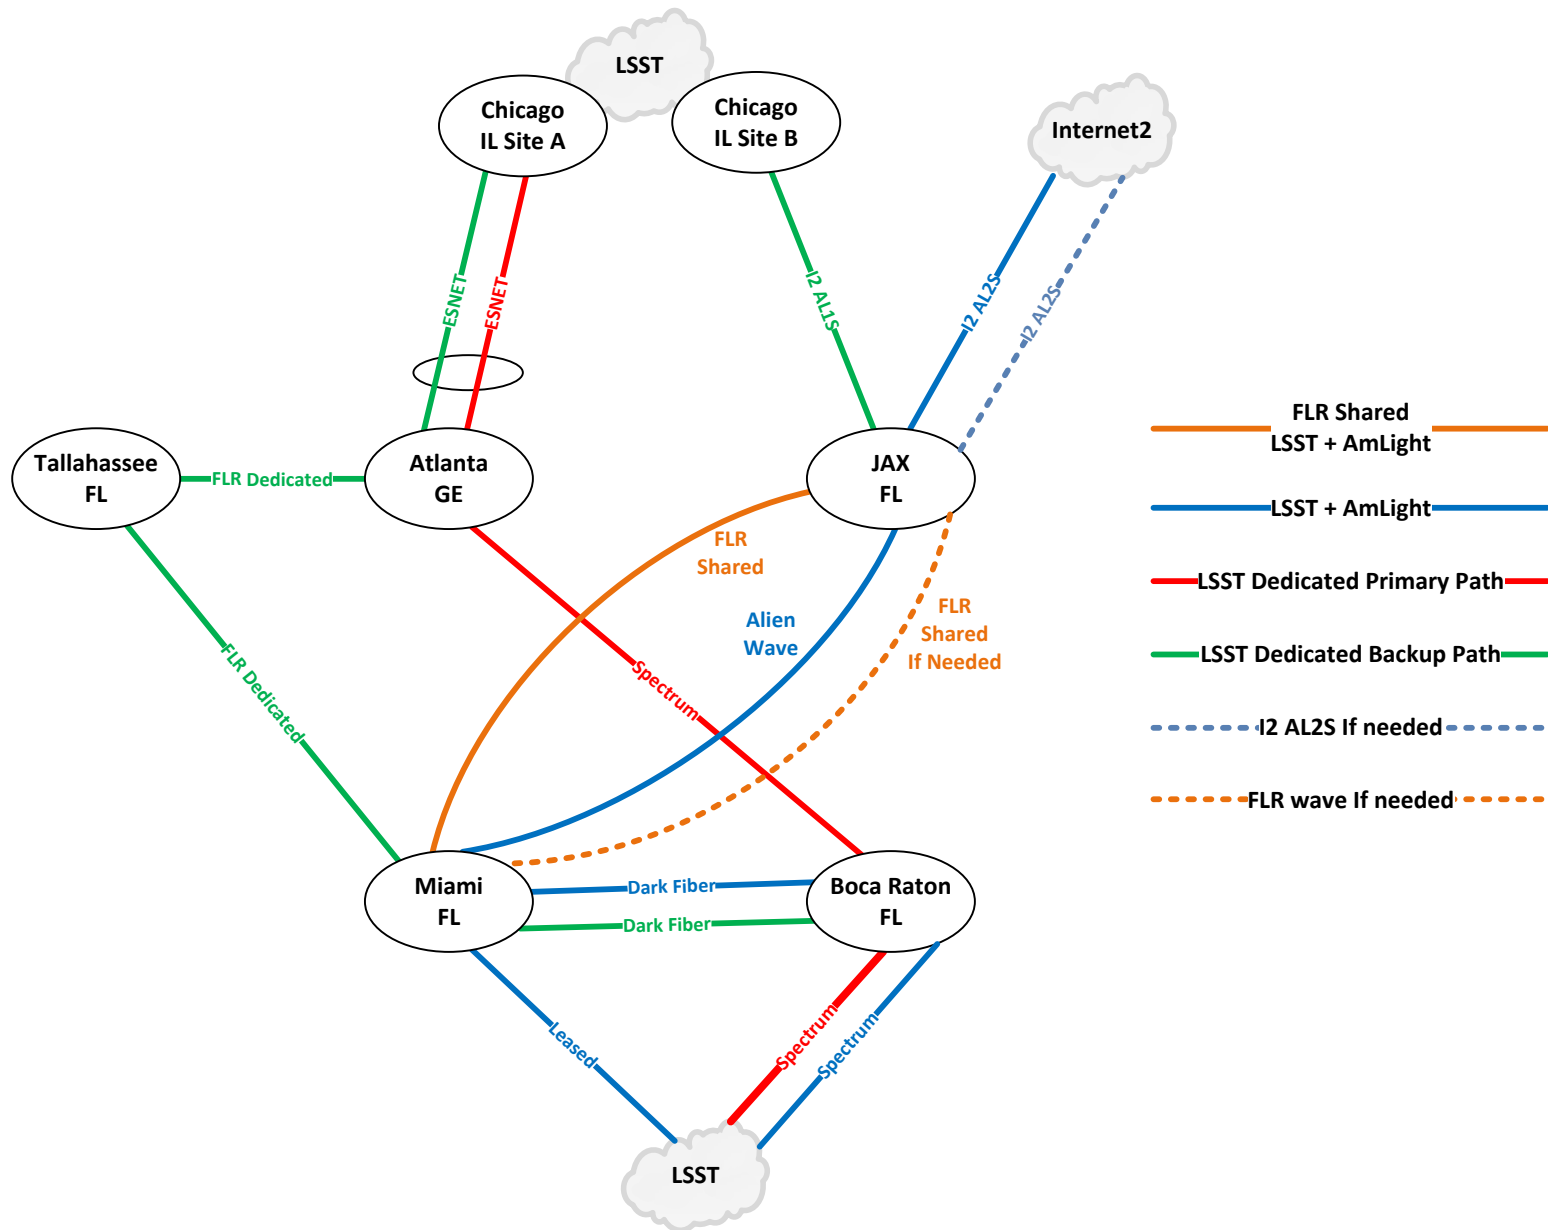 LSST
Chicago
IL Site A
Chicago
IL Site B
Internet2
ESNET
ESNET
I2 AL1S
I2 AL2S
I2 AL2S
Tallahassee
FL
FLR Dedicated
Atlanta
GE
JAX
FL
FLR Shared
LSST + AmLight
LSST + AmLight
LSST Dedicated Primary Path
LSST Dedicated Backup Path
I2 AL2S If needed
FLR wave If needed
FLR
Shared
Alien
Wave
FLR
Shared
If Needed
FLR Dedicated
Spectrum
Miami
FL
Dark Fiber
Dark Fiber
Boca Raton
FL
Leased
Spectrum
Spectrum
LSST